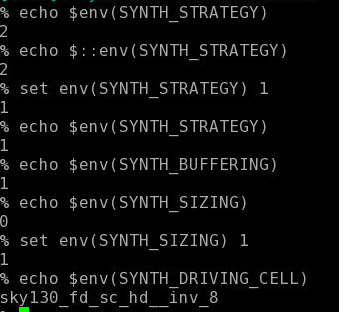 % echo $env(SYNTH_STRATEGY)
2
% echo $::env(SYNTH_STRATEGY)
2
% set env(SYNTH_STRATEGY) 1
1
% echo $env(SYNTH_STRATEGY)
1
% echo $env(SYNTH_BUFFERING)
1
% echo $env(SYNTH_SIZING)
0
% set env(SYNTH_SIZING) 1
1
% echo $env(SYNTH_DRIVING_CELL)
sky130_fd_sc_hd__inv_8